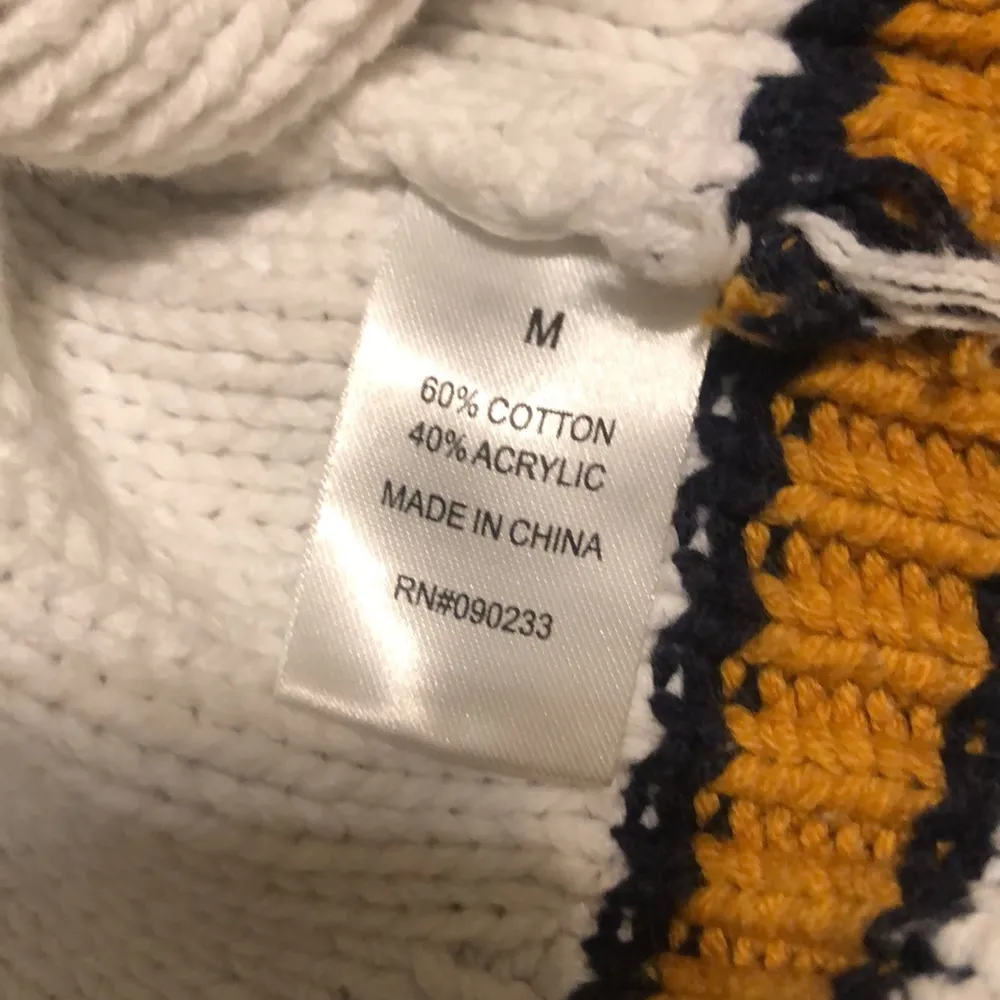 M
60% COTTON
40% ACRYLIC
MADE IN CHINA
RN#090233